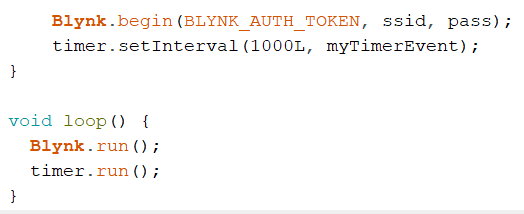 Blynk.begin(BLYNK_AUTH_TOKEN, ssid, pass);
timer.setInterval(1000L, myTimerEvent);
}
void loop() {
Blynk.run();
timer.run();
}